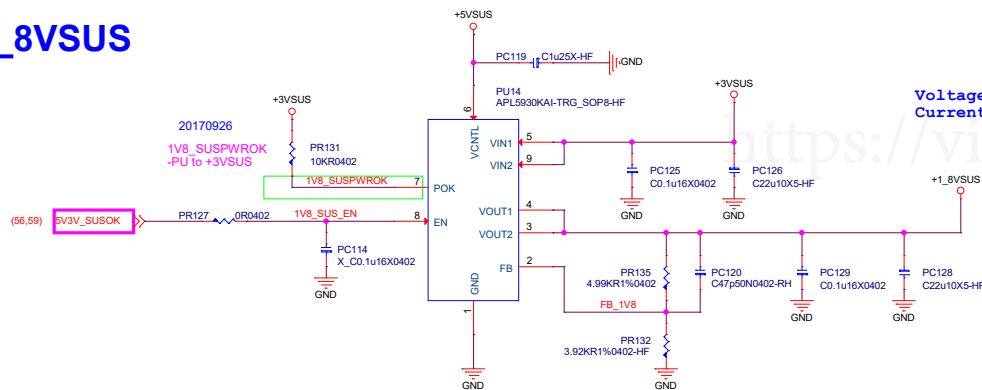 _8VSUS
+5VSUS
PC119 C1u25X-HF
GND
PU14
APL5930KAI-TRG_SOP8-HF
+3VSUS
+3VSUS
Voltage
Current
20170926
1V8_SUSPWROK
-PU to +3VSUS
PR131
10KR0402
6
VCNTL
VIN1 5
VIN2 9
https://vi
PC125
C0.1u16X0402
PC126
C22u10X5-HF
1V8_SUSPWROK 7 POK
GND
GND
+1_8VSUS
(56,59) 5V3V_SUSOK PR127 0R0402 1V8_SUS_EN 8 EN
VOUT1 4
VOUT2 3
PC114
X_C0.1u16X0402
GND
FB 2
PR135
4.99KR1%0402
PC120
C47p50N0402-RH
PC129
C0.1u16X0402
PC128
C22u10X5-HF
GND
1
FB_1V8
GND
GND
PR132
3.92KR1%0402-HF
GND
GND